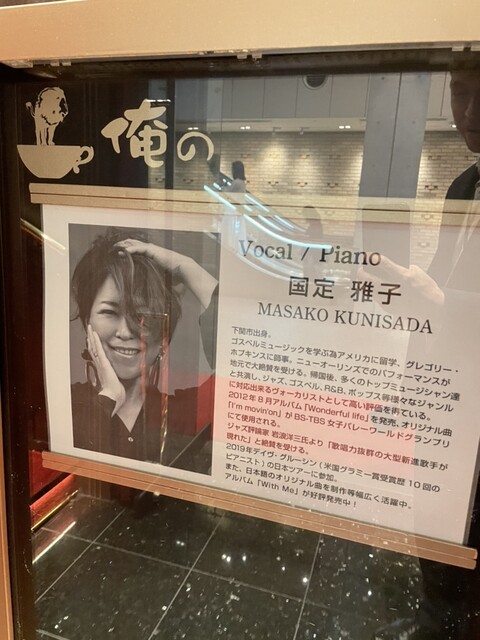 俺の
Vocal / Piano
国定 雅子
MASAKO KUNISADA
下関市出身。
ゴスペルミュージックを学ぶ為アメリカに留学、グレゴリー・
ホプキンスに師事。ニューオーリンズでのパフォーマンスが
地元で大絶賛を受ける。帰国後、多くのトップミュージシャン達
と共演し、ジャズ、ゴスペル、R&B、ポップス等様々なジャンル
に対応出来るヴォーカリストとして高い評価を術ている。
2012年8月アルバム「Wonderful life」を発売、オリジナル曲
「I'm movin'on」がBS-TBS 女子バレーワールドグランプリ
にて使用される。
ジャズ評論家 岩浪洋三氏より「歌唱力抜群の大型新進歌手が
現れた」と絶賛を受ける。
2019年デイヴ・グルーシン(米国グラミー賞受賞歴 10回の
ピアニスト)の日本ツアーに参加。
また、日本語のオリジナル曲を制作等幅広く活躍中。
アルバム「With Me」が好評発売中!